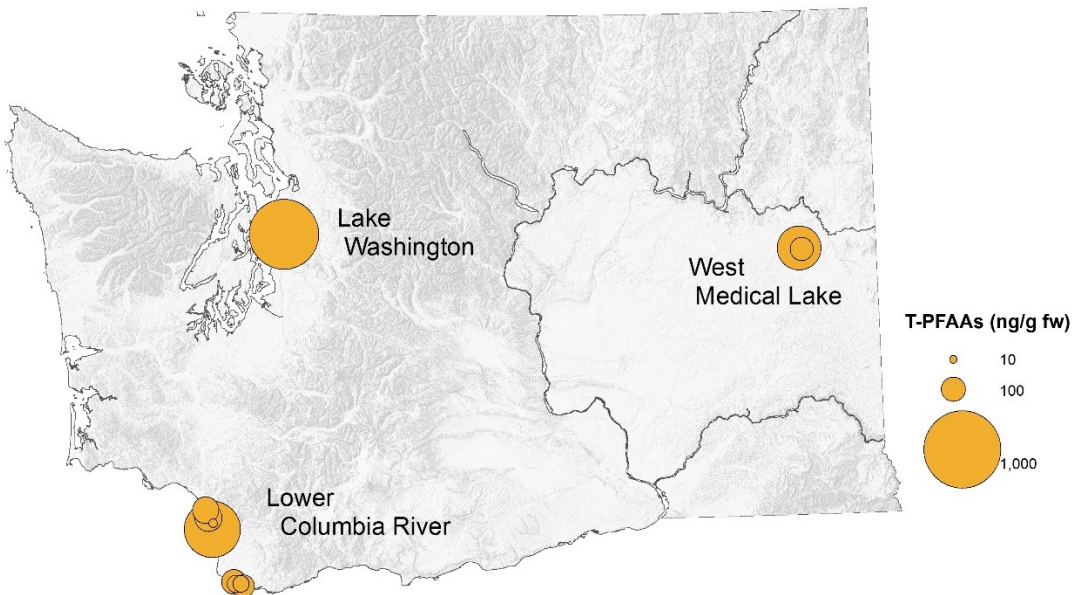 Lake
Washington
West
Medical Lake
T-PFAAs (ng/g fw)
10
100
1,000
Lower
Columbia River